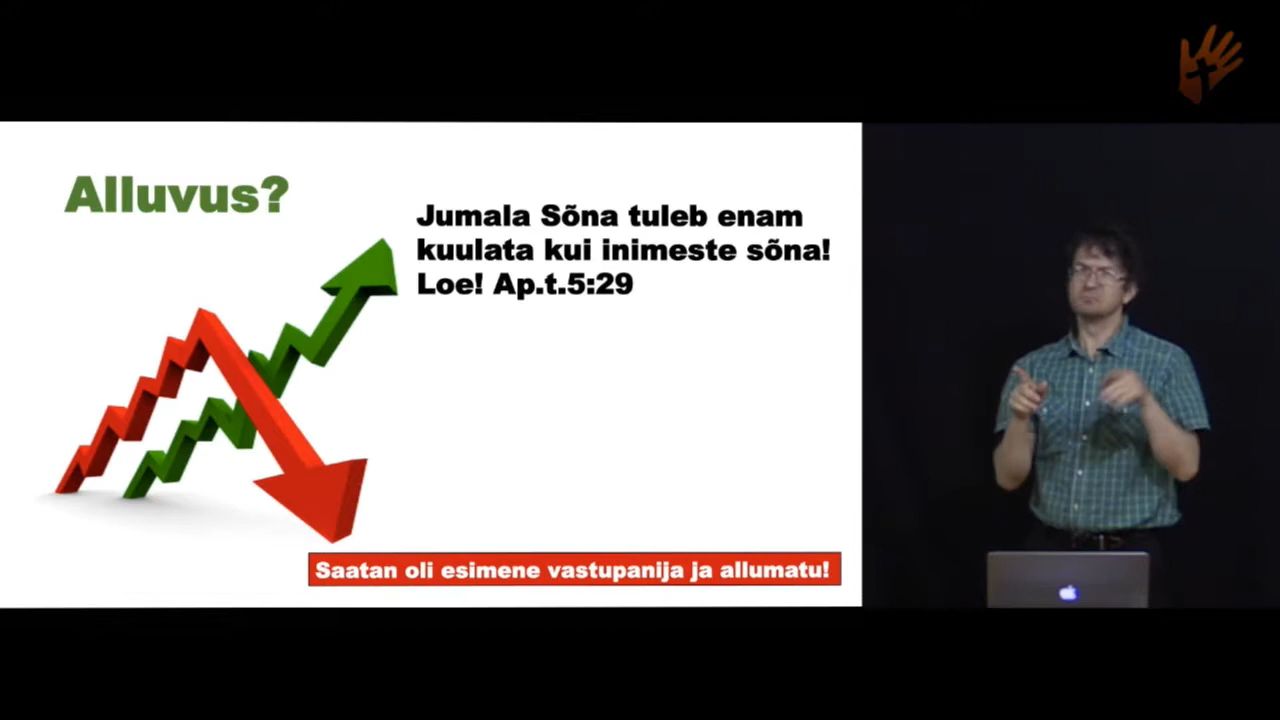 Alluvus?
Jumala Sõna tuleb enam
kuulata kui inimeste sõna!
Loe! Ap.t.5:29
Saatan oli esimene vastupanija ja allumatu!